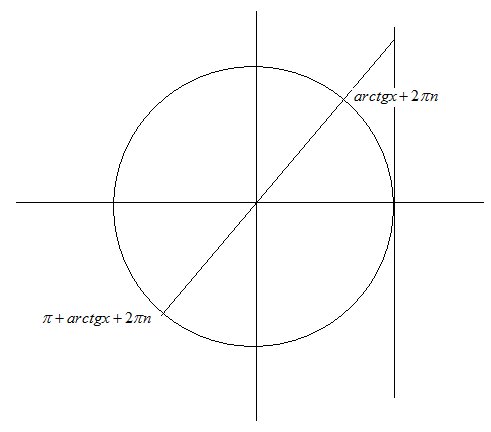 arctgx + 2πn
π + arctgx + 2πn